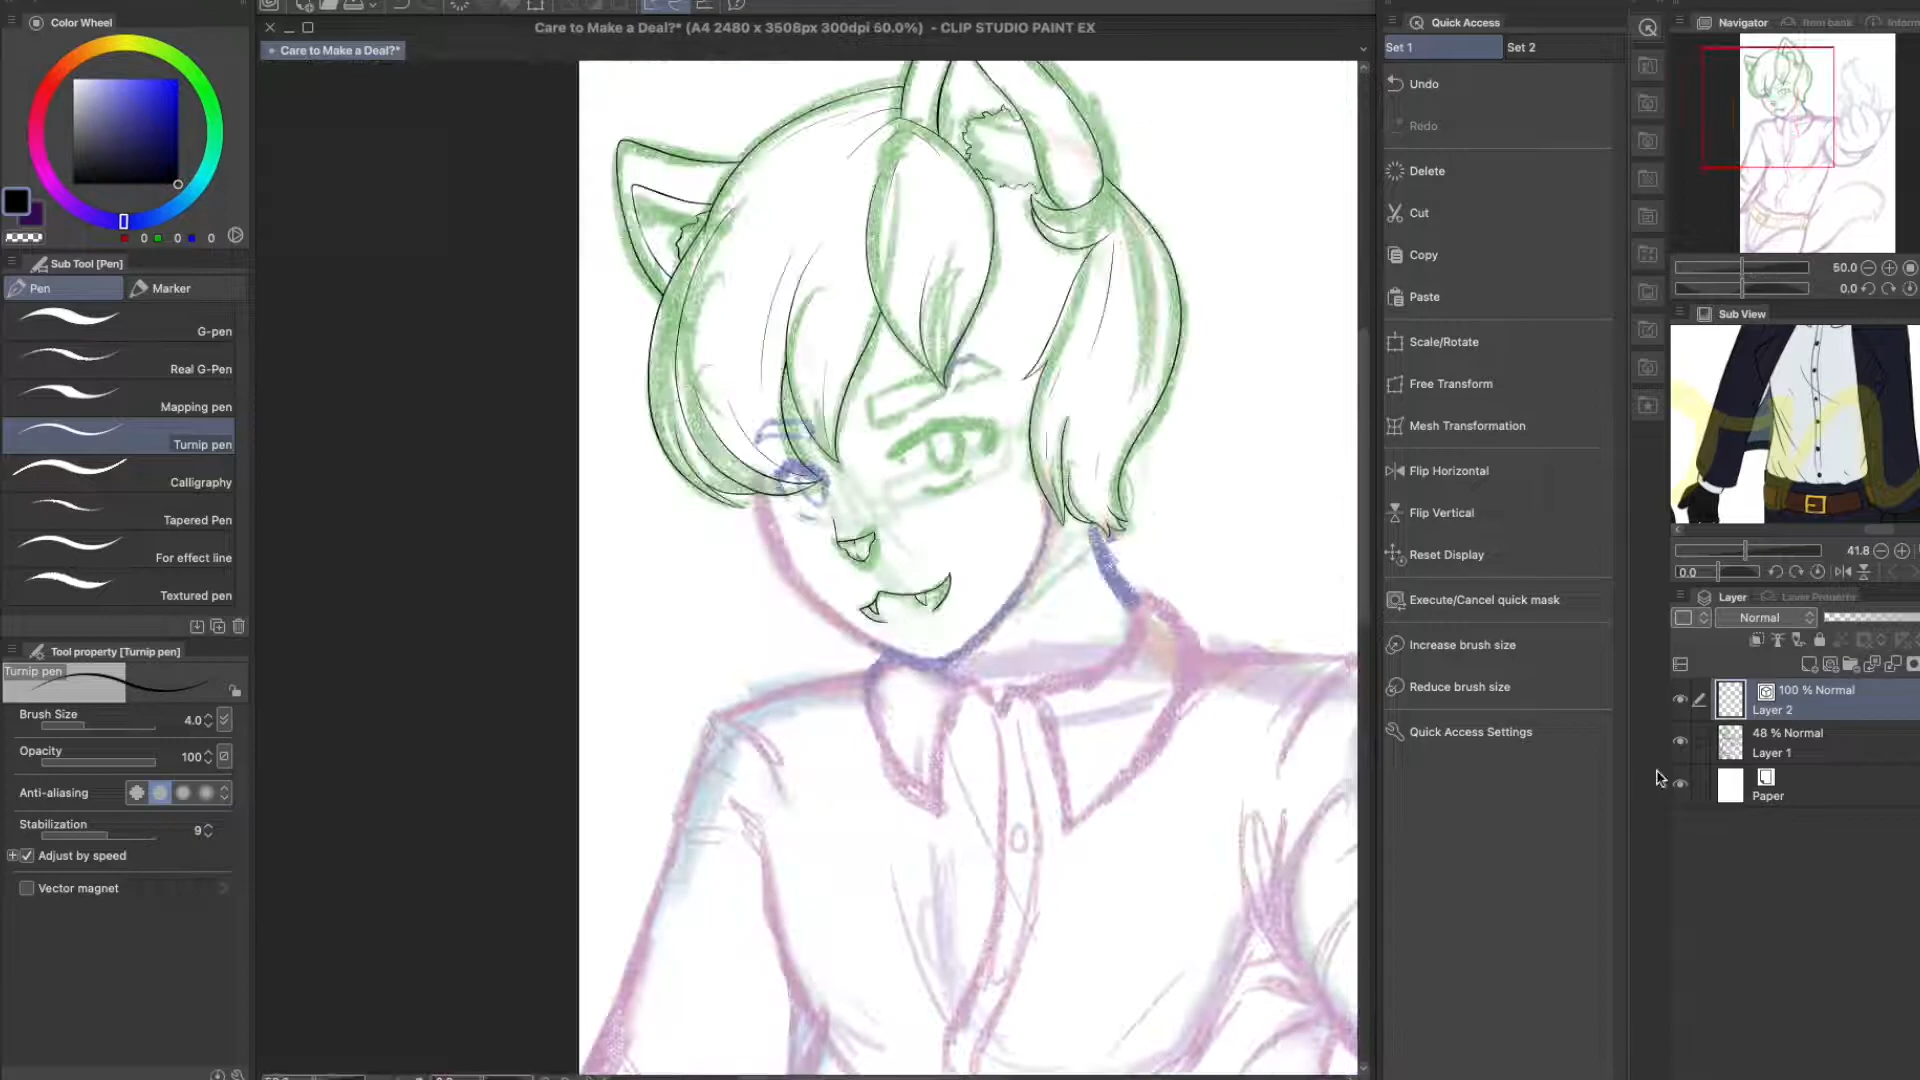 Color Wheel
0 0 0
Sub Tool [Pen]
Pen
Marker
G-pen
Real G-Pen
Mapping pen
Turnip pen
Calligraphy
Tapered Pen
For effect line
Textured pen
Tool property [Turnip pen]
Turnip pen
Brush Size 4.0
Opacity 100
Anti-aliasing
Stabilization 9
Adjust by speed
Vector magnet
Care to Make a Deal?* (A4 2480 x 3508px 300dpi 60.0%) - CLIP STUDIO PAINT EX
Care to Make a Deal?*
Quick Access
Set 1
Set 2
Undo
Redo
Delete
Cut
Copy
Paste
Scale/Rotate
Free Transform
Mesh Transformation
Flip Horizontal
Flip Vertical
Reset Display
Execute/Cancel quick mask
Increase brush size
Reduce brush size
Quick Access Settings
Navigator
Item bank
Inform
50.0
0.0
Sub View
41.8
0.0
Layer
Layer Property
Normal
100 % Normal
Layer 2
48 % Normal
Layer 1
Paper